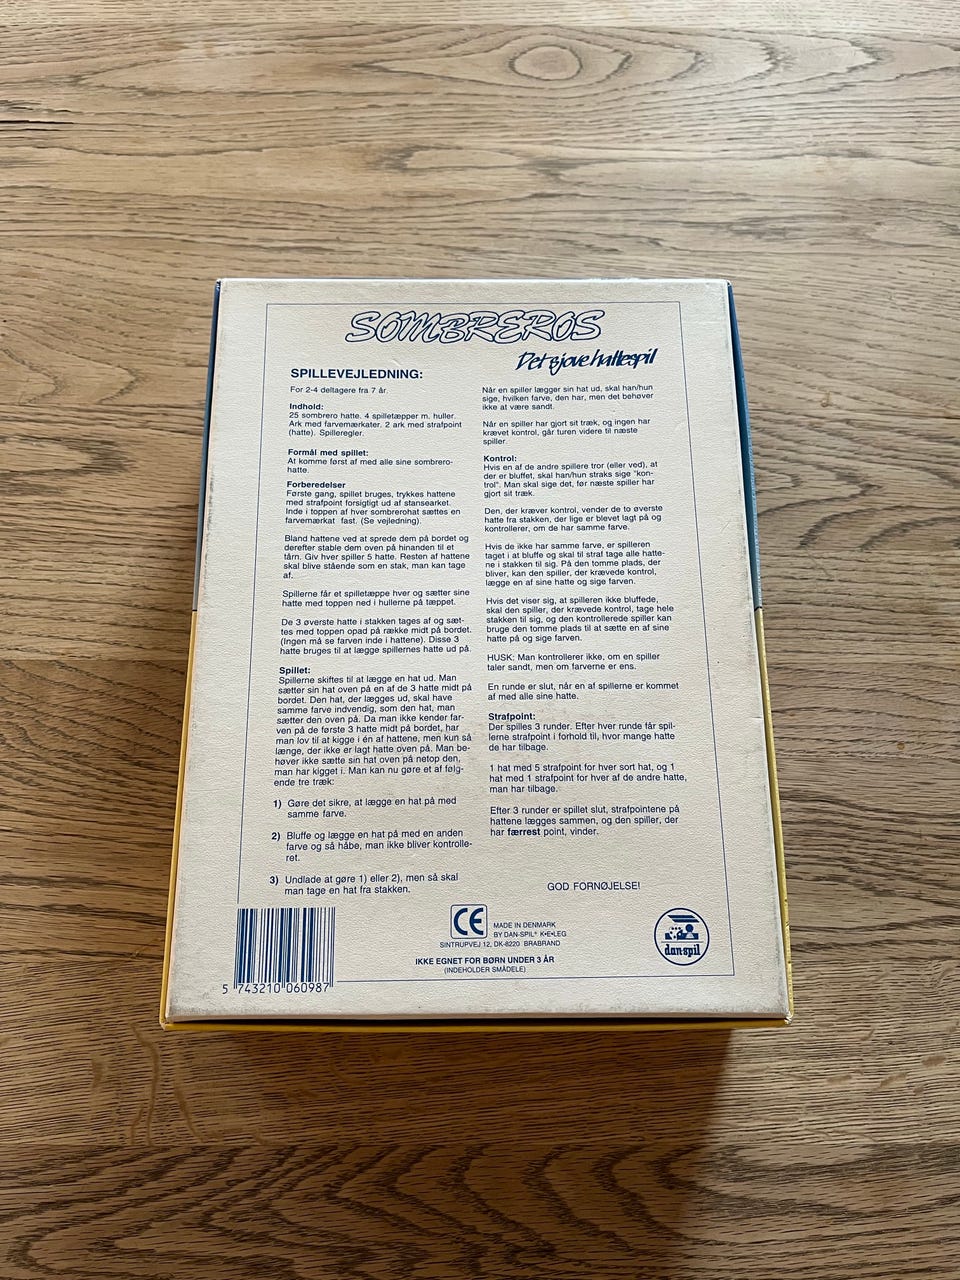 SOMBREROS
Det sjove hattespil
SPILLEVEJLEDNING:
For 2-4 deltagere fra 7 år.
Indhold:
25 sombrero hatte. 4 spilletæpper m. huller.
Ark med farvemærkater. 2 ark med strafpoint
(hatte). Spilleregler.
Formål med spillet:
At komme først af med alle sine sombrero-
hatte.
Forberedelser
Første gang, spillet bruges, trykkes hattene
med strafpoint forsigtigt ud af stansearket.
Inde i toppen af hver sombrerohat sættes en
farvemærkat fast. (Se vejledning).
Bland hattene ved at sprede dem på bordet og
derefter stable dem oven på hinanden til et
tårn. Giv hver spiller 5 hatte. Resten af hattene
skal blive stående som en stak, man kan tage
af.
Spillerne får et spilletæppe hver og sætter sine
hatte med toppen ned i hullerne på tæppet.
De 3 øverste hatte i stakken tages af og sæt-
tes med toppen opad på række midt på bordet.
(Ingen må se farven inde i hattene). Disse 3
hatte bruges til at lægge spillernes hatte ud på.
Spillet:
Spillerne skiftes til at lægge en hat ud. Man
sætter sin hat oven på en af de 3 hatte midt på
bordet. Den hat, der lægges ud, skal have
samme farve indvendig, som den hat, man
sætter den oven på. Da man ikke kender far-
ven på de første 3 hatte midt på bordet, har
man lov til at kigge i én af hattene, men kun så
længe, der ikke er lagt hatte oven på. Man be-
høver ikke sætte sin hat oven på netop den,
man har kigget i. Man kan nu gøre et af følg-
ende tre træk:
1) Gøre det sikre, at lægge en hat på med
samme farve.
2) Bluffe og lægge en hat på med en anden
farve og så håbe, man ikke bliver kontrolle-
ret.
3) Undlade at gøre 1) eller 2), men så skal
man tage en hat fra stakken.
Når en spiller lægger sin hat ud, skal han/hun
sige, hvilken farve, den har, men det behøver
ikke at være sandt.
Når en spiller har gjort sit træk, og ingen har
krævet kontrol, går turen videre til næste
spiller.
Kontrol:
Hvis en af de andre spillere tror (eller ved), at
der er bluffet, skal han/hun straks sige "kon-
trol". Man skal sige det, før næste spiller har
gjort sit træk.
Den, der kræver kontrol, vender de to øverste
hatte fra stakken, der lige er blevet lagt på og
kontrollerer, om de har samme farve.
Hvis de ikke har samme farve, er spilleren
taget i at bluffe og skal til straf tage alle hatte-
ne i stakken til sig. På den tomme plads, der
bliver, kan den spiller, der krævede kontrol,
lægge en af sine hatte og sige farven.
Hvis det viser sig, at spilleren ikke bluffede,
skal den spiller, der krævede kontrol, tage hele
stakken til sig, og den kontrollerede spiller kan
bruge den tomme plads til at sætte en af sine
hatte på og sige farven.
HUSK: Man kontrollerer ikke, om en spiller
taler sandt, men om farverne er ens.
En runde er slut, når en af spillerne er kommet
af med alle sine hatte.
Strafpoint:
Der spilles 3 runder. Efter hver runde får spil-
lerne strafpoint i forhold til, hvor mange hatte
de har tilbage.
1 hat med 5 strafpoint for hver sort hat, og 1
hat med 1 strafpoint for hver af de andre hatte,
man har tilbage.
Efter 3 runder er spillet slut, strafpointene på
hattene lægges sammen, og den spiller, der
har færrest point, vinder.
GOD FORNØJELSE!
5 743210 060987
CE
MADE IN DENMARK
BY DAN-SPIL® K•E•LEG
SINTRUPVEJ 12, DK-8220 BRABRAND
IKKE EGNET FOR BØRN UNDER 3 ÅR
(INDEHOLDER SMÅDELE)
dan-spil